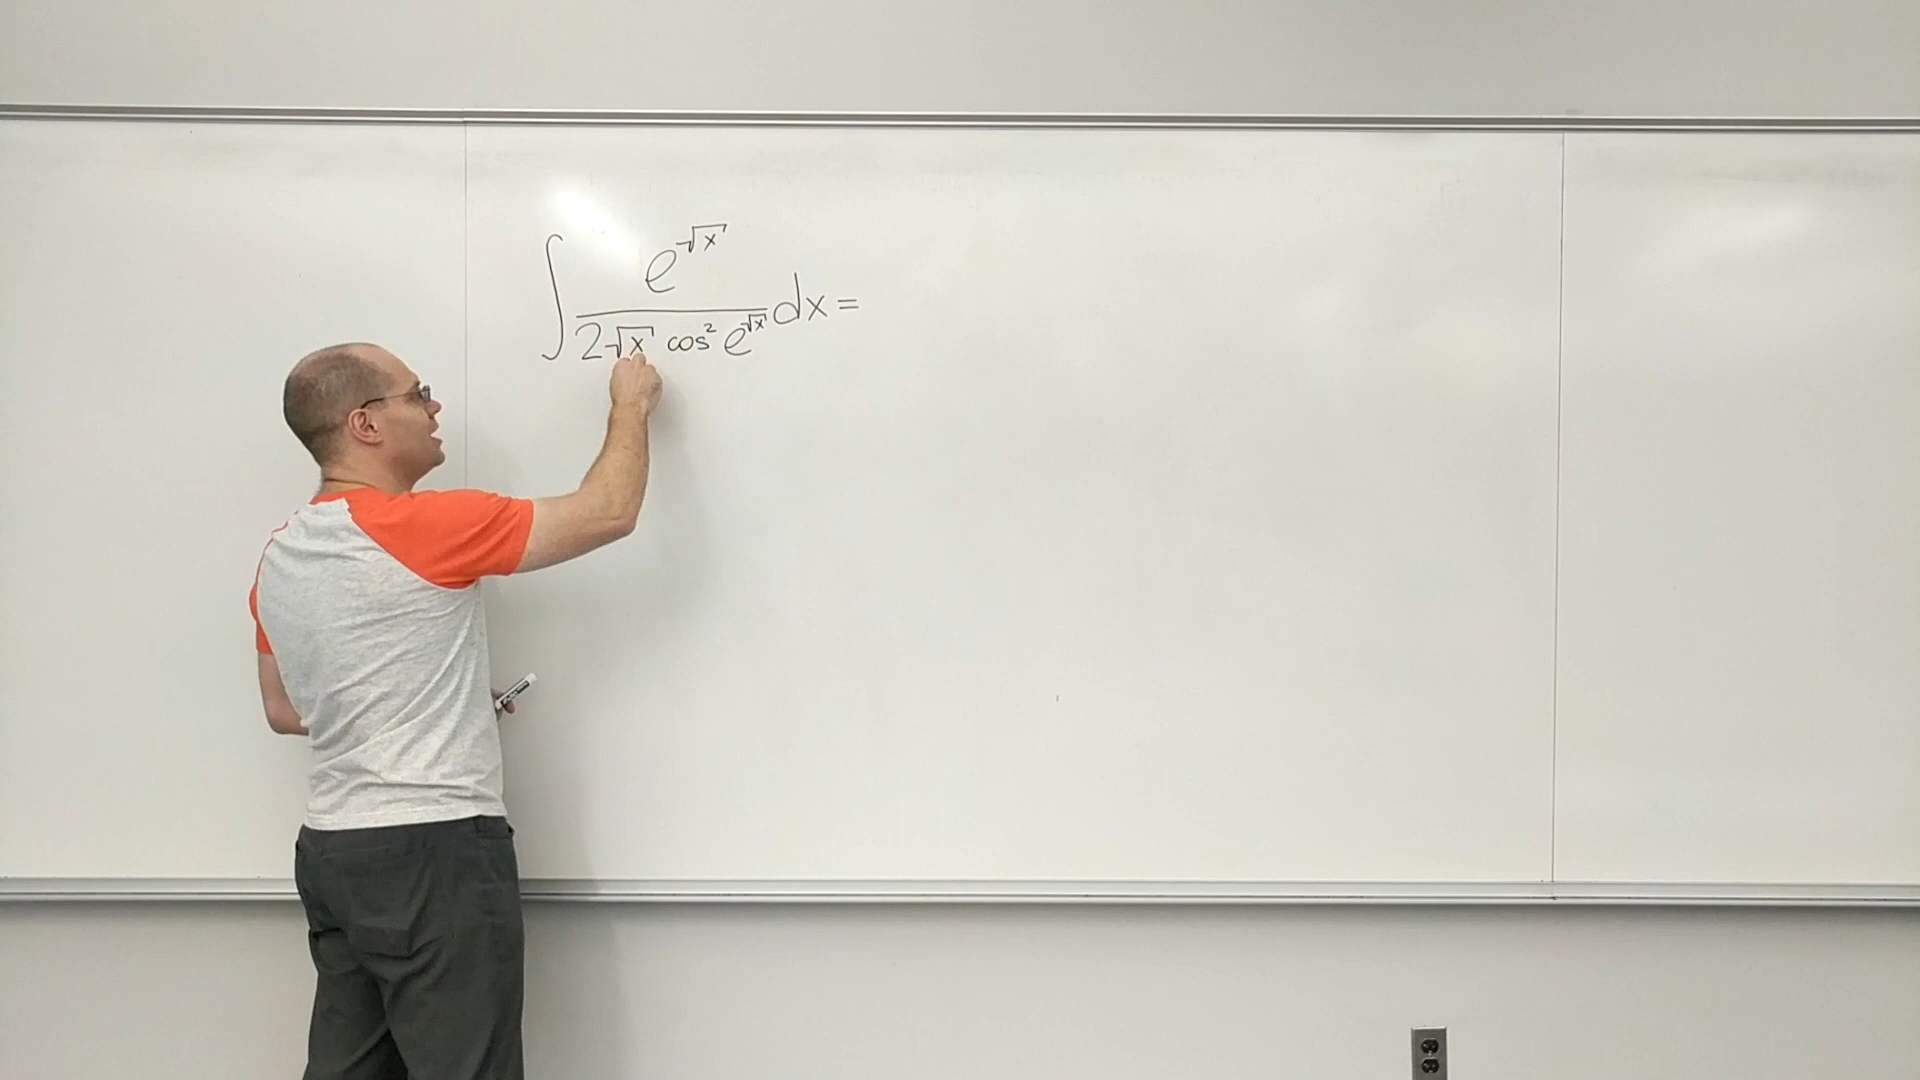 ∫ e^√x / (2√x cos² e^√x) dx =